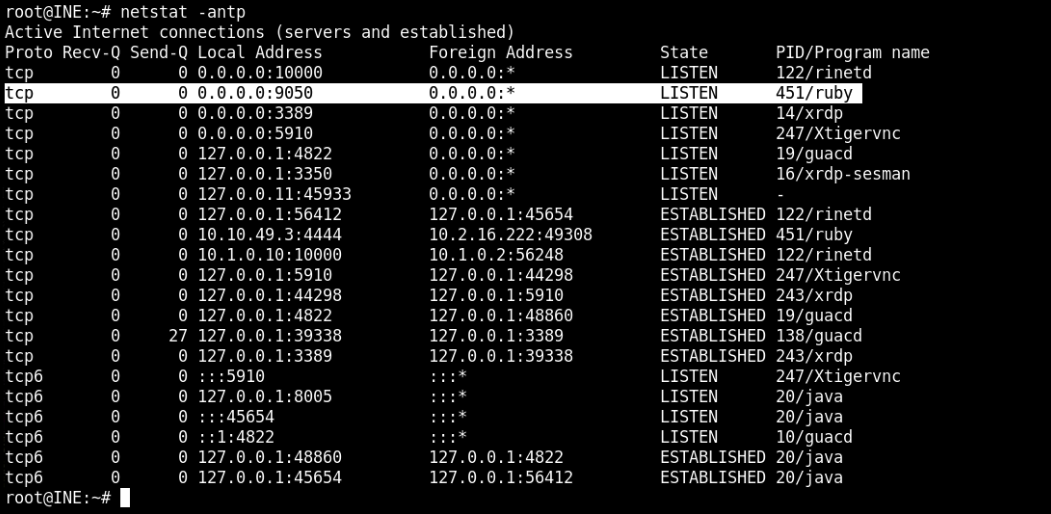 root@INE:~# netstat -antp
Active Internet connections (servers and established)
Proto Recv-Q Send-Q Local Address           Foreign Address         State       PID/Program name
tcp        0      0 0.0.0.0:10000           0.0.0.0:*               LISTEN      122/rinetd
tcp        0      0 0.0.0.0:9050            0.0.0.0:*               LISTEN      451/ruby
tcp        0      0 0.0.0.0:3389            0.0.0.0:*               LISTEN      14/xrdp
tcp        0      0 0.0.0.0:5910            0.0.0.0:*               LISTEN      247/Xtigervnc
tcp        0      0 127.0.0.1:4822          0.0.0.0:*               LISTEN      19/guacd
tcp        0      0 127.0.0.1:3350          0.0.0.0:*               LISTEN      16/xrdp-sesman
tcp        0      0 127.0.0.11:45933        0.0.0.0:*               LISTEN      -
tcp        0      0 127.0.0.1:56412         127.0.0.1:45654         ESTABLISHED 122/rinetd
tcp        0      0 10.10.49.3:4444         10.2.16.222:49308       ESTABLISHED 451/ruby
tcp        0      0 10.1.0.10:10000         10.1.0.2:56248          ESTABLISHED 122/rinetd
tcp        0      0 127.0.0.1:5910          127.0.0.1:44298         ESTABLISHED 247/Xtigervnc
tcp        0      0 127.0.0.1:44298         127.0.0.1:5910          ESTABLISHED 243/xrdp
tcp        0      0 127.0.0.1:4822          127.0.0.1:48860         ESTABLISHED 19/guacd
tcp        0     27 127.0.0.1:39338         127.0.0.1:3389          ESTABLISHED 138/guacd
tcp        0      0 127.0.0.1:3389          127.0.0.1:39338         ESTABLISHED 243/xrdp
tcp6       0      0 :::5910                 :::*                    LISTEN      247/Xtigervnc
tcp6       0      0 127.0.0.1:8005          :::*                    LISTEN      20/java
tcp6       0      0 :::45654                :::*                    LISTEN      20/java
tcp6       0      0 ::1:4822                :::*                    LISTEN      10/guacd
tcp6       0      0 127.0.0.1:48860         127.0.0.1:4822          ESTABLISHED 20/java
tcp6       0      0 127.0.0.1:45654         127.0.0.1:56412         ESTABLISHED 20/java
root@INE:~#